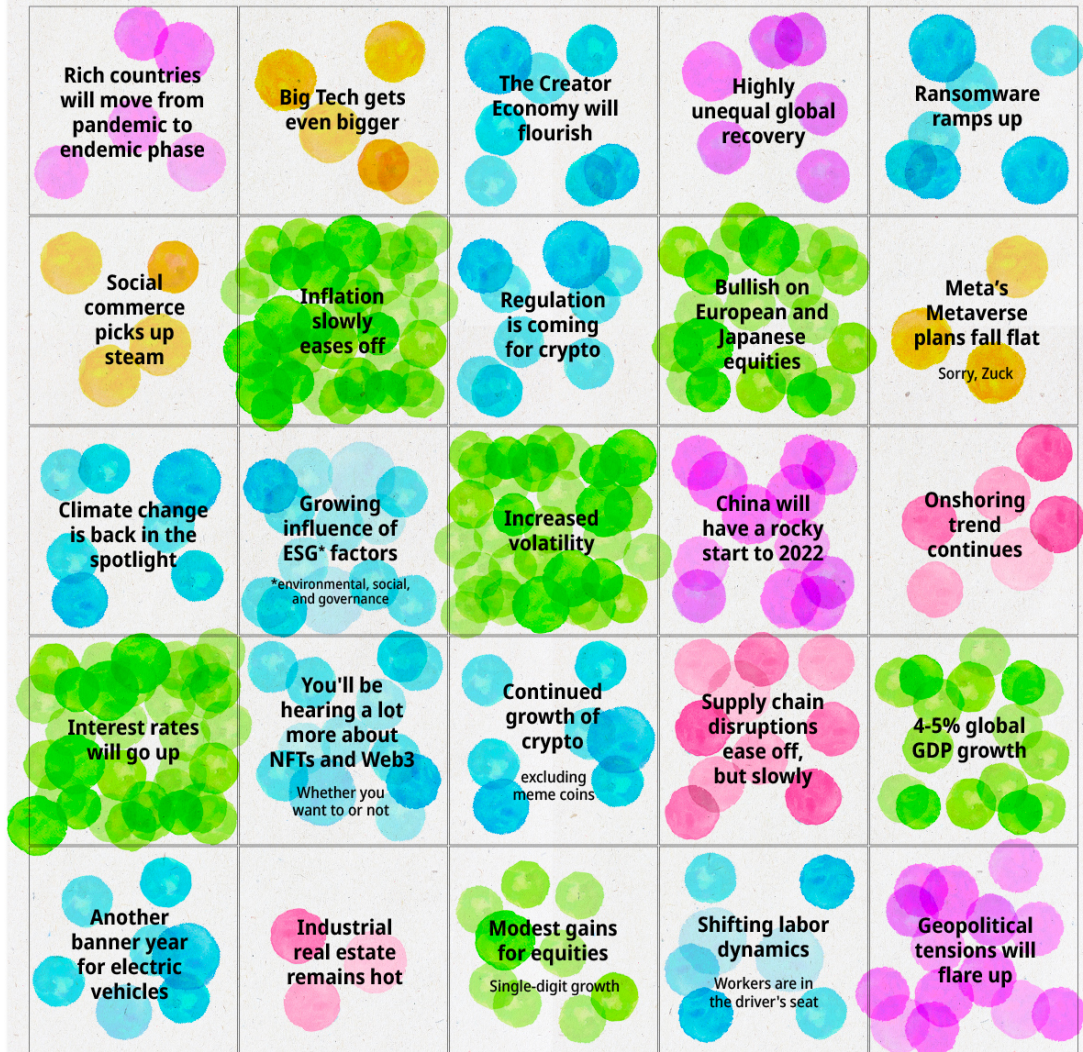 Rich countries
will move from
pandemic to
endemic phase
Big Tech gets
even bigger
The Creator
Economy will
flourish
Highly
unequal global
recovery
Ransomware
ramps up
Social
commerce
picks up
steam
Inflation
slowly
eases off
Regulation
is coming
for crypto
Bullish on
European and
Japanese
equities
Meta's
Metaverse
plans fall flat
Sorry, Zuck
Climate change
is back in the
spotlight
Growing
influence of
ESG* factors
*environmental, social,
and governance
Increased
volatility
China will
have a rocky
start to 2022
Onshoring
trend
continues
Interest rates
will go up
You'll be
hearing a lot
more about
NFTs and Web3
Whether you
want to or not
Continued
growth of
crypto
excluding
meme coins
Supply chain
disruptions
ease off,
but slowly
4-5% global
GDP growth
Another
banner year
for electric
vehicles
Industrial
real estate
remains hot
Modest gains
for equities
Single-digit growth
Shifting labor
dynamics
Workers are in
the driver's seat
Geopolitical
tensions will
flare up